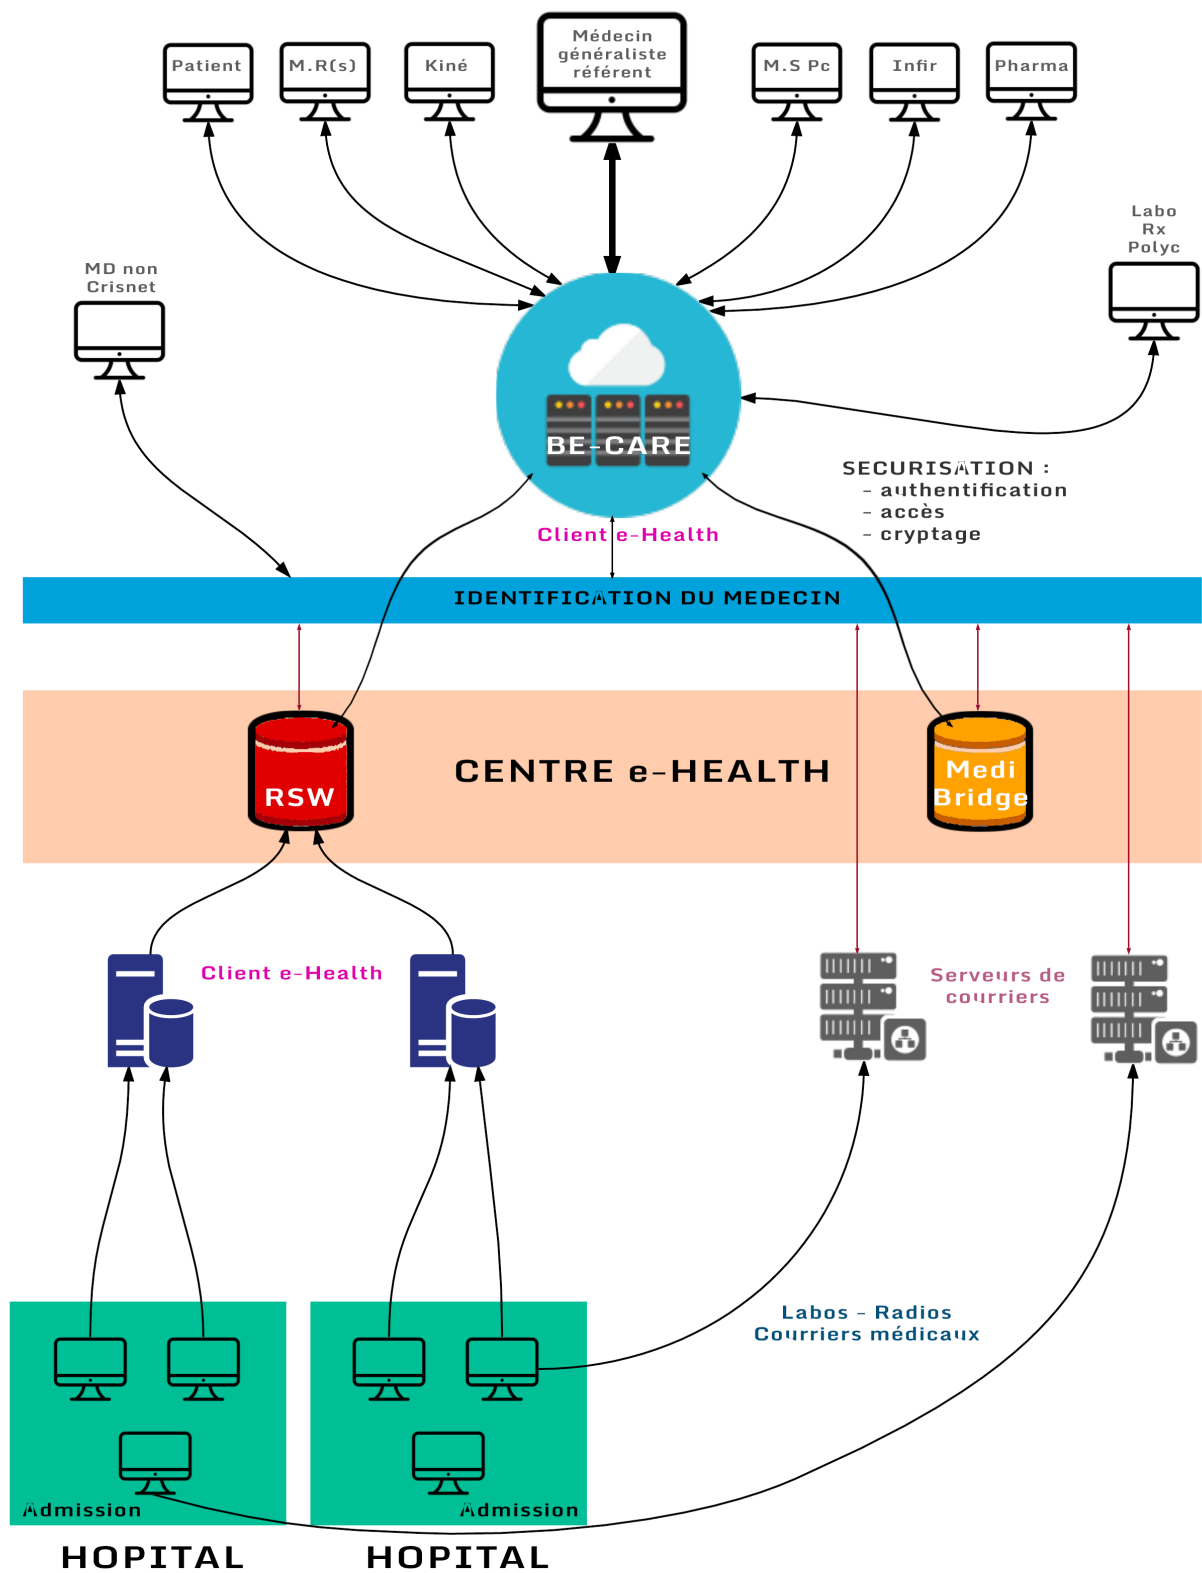 Médecin
généraliste
référent
Patient
M.R(s)
Kiné
M.S Pc
Infir
Pharma
Labo
Rx
Polyc
MD non
Crisnet
BE-CARE
SECURISATION :
- authentification
- accès
- cryptage
Client e-Health
IDENTIFICATION DU MEDECIN
CENTRE e-HEALTH
RSW
Medi
Bridge
Client e-Health
Serveurs de
courriers
Labos - Radios
Courriers médicaux
Admission
Admission
HOPITAL
HOPITAL